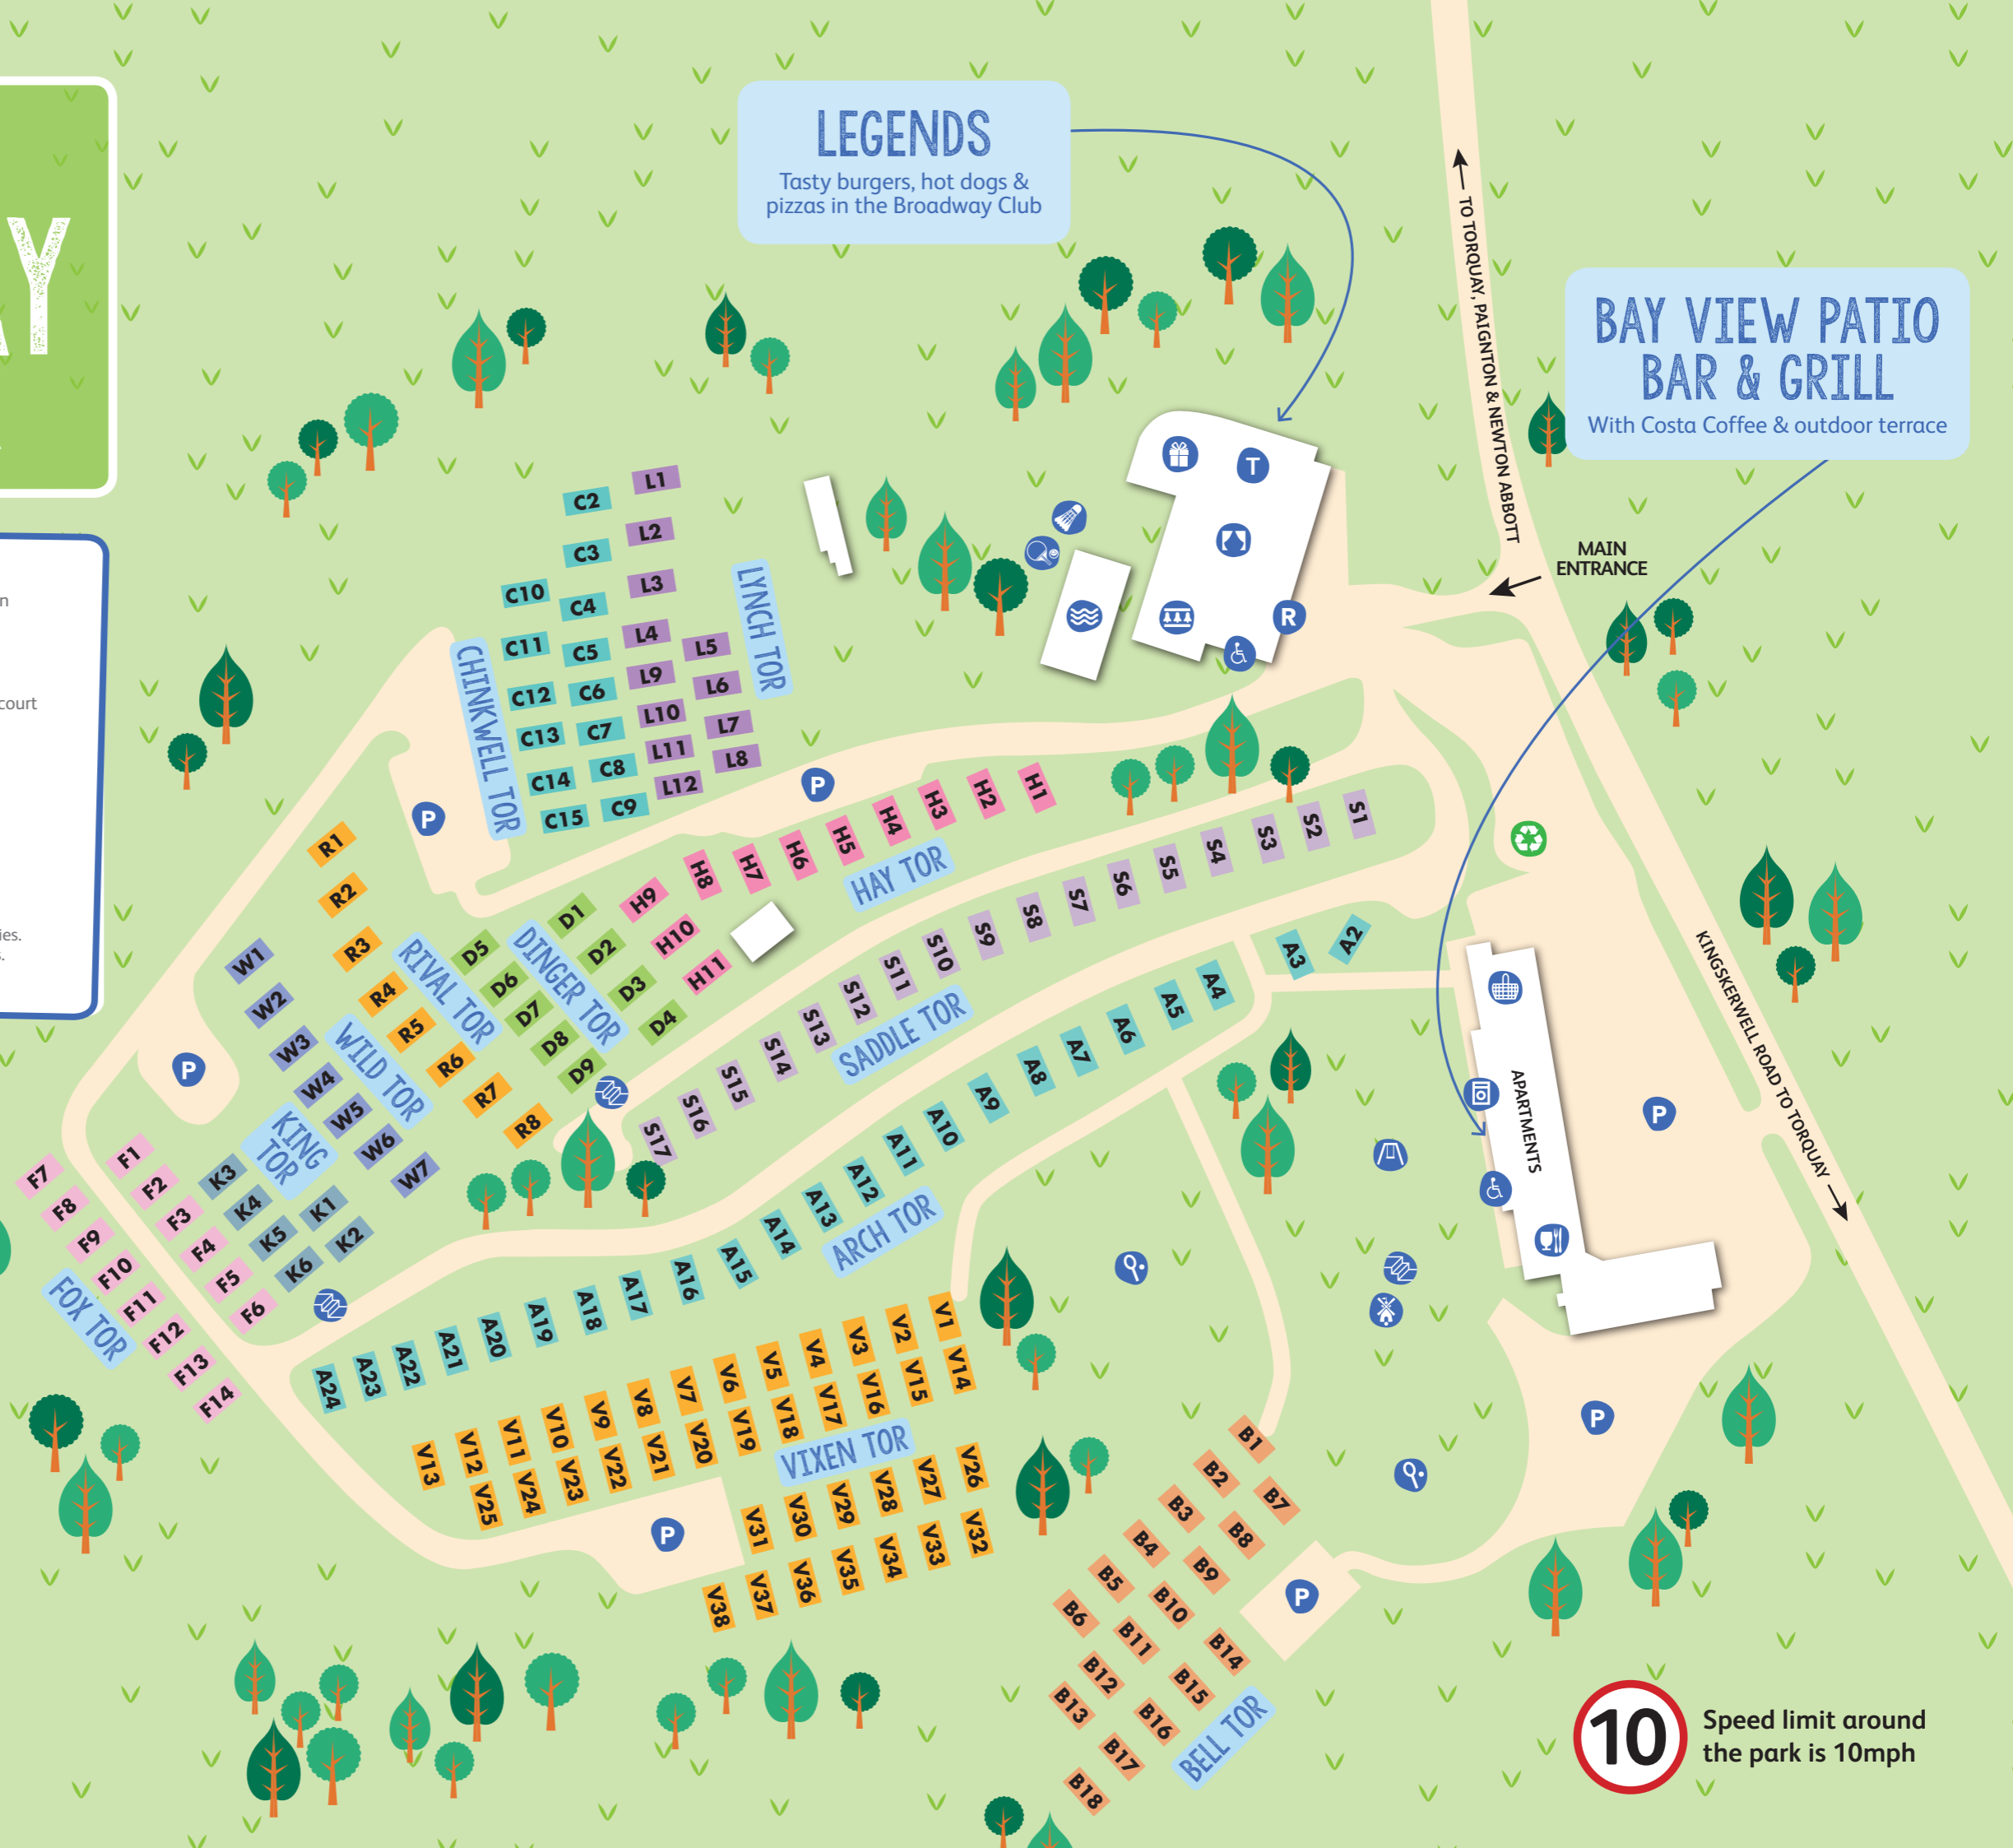 AY
n
court
ies.
s.
LEGENDS
Tasty burgers, hot dogs &
pizzas in the Broadway Club
TO TORQUAY, PAIGNTON & NEWTON ABBOTT
BAY VIEW PATIO
BAR & GRILL
With Costa Coffee & outdoor terrace
MAIN
ENTRANCE
T
R
KINGSKERWELL ROAD TO TORQUAY
APARTMENTS
P
P
P
P
P
P
P
CHINKWELL TOR
C2
C3
C4
C5
C6
C7
C8
C9
C10
C11
C12
C13
C14
C15
LYNCH TOR
L1
L2
L3
L4
L5
L6
L7
L8
L9
L10
L11
L12
HAY TOR
H1
H2
H3
H4
H5
H6
H7
H8
H9
H10
H11
DINGER TOR
D1
D2
D3
D4
D5
D6
D7
D8
D9
RIVAL TOR
R1
R2
R3
R4
R5
R6
R7
R8
WILD TOR
W1
W2
W3
W4
W5
W6
W7
KING
TOR
K1
K2
K3
K4
K5
K6
FOX TOR
F1
F2
F3
F4
F5
F6
F7
F8
F9
F10
F11
F12
F13
F14
SADDLE TOR
S1
S2
S3
S4
S5
S6
S7
S8
S9
S10
S11
S12
S13
S14
S15
S16
S17
ARCH TOR
A2
A3
A4
A5
A6
A7
A8
A9
A10
A11
A12
A13
A14
A15
A16
A17
A18
A19
A20
A21
A22
A23
A24
VIXEN TOR
V1
V2
V3
V4
V5
V6
V7
V8
V9
V10
V11
V12
V13
V14
V15
V16
V17
V18
V19
V20
V21
V22
V23
V24
V25
V26
V27
V28
V29
V30
V31
V32
V33
V34
V35
V36
V37
V38
BELL TOR
B1
B2
B3
B4
B5
B6
B7
B8
B9
B10
B11
B12
B13
B14
B15
B16
B17
B18
10
Speed limit around
the park is 10mph